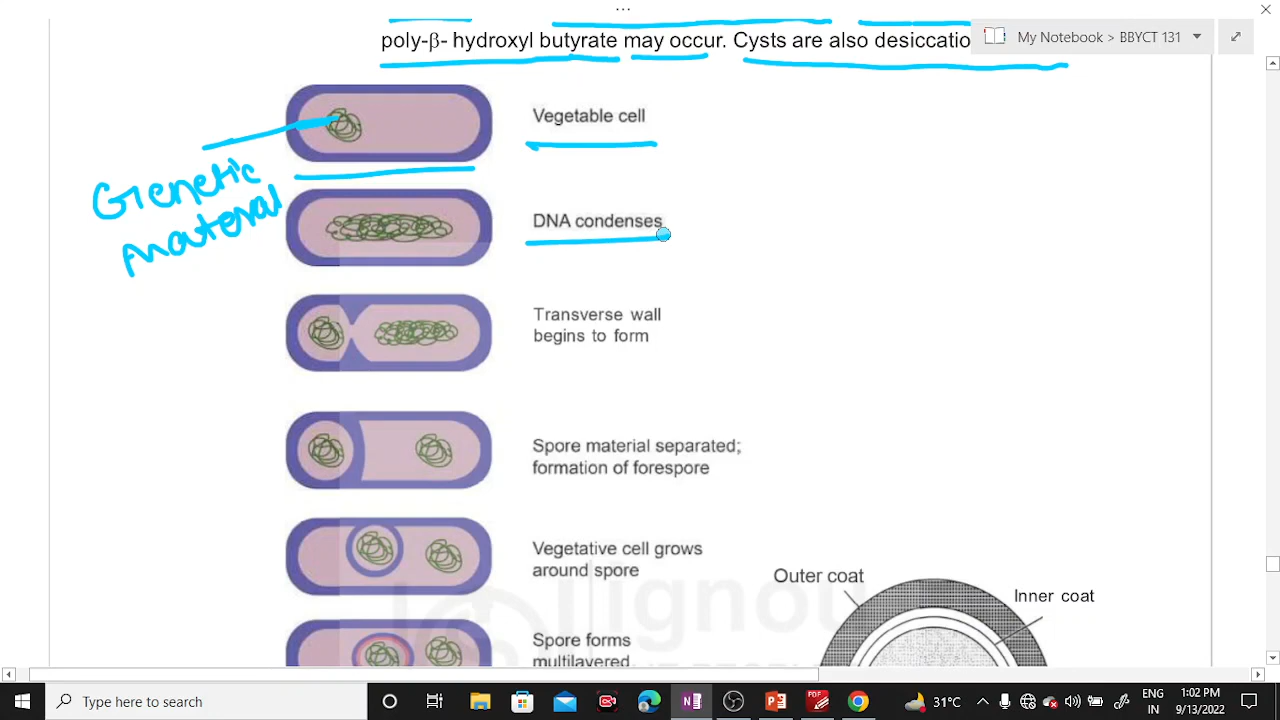 ...
poly-β- hydroxyl butyrate may occur. Cysts are also desiccatio
My Notebook > BBYCT 131
Vegetable cell
Genetic
material
DNA condenses
Transverse wall
begins to form
Spore material separated;
formation of forespore
Vegetative cell grows
around spore
Outer coat
Inner coat
ignou
Spore forms
multilayered
Type here to search
31°C
ENG
IN
1:02 PM
9/13/2022